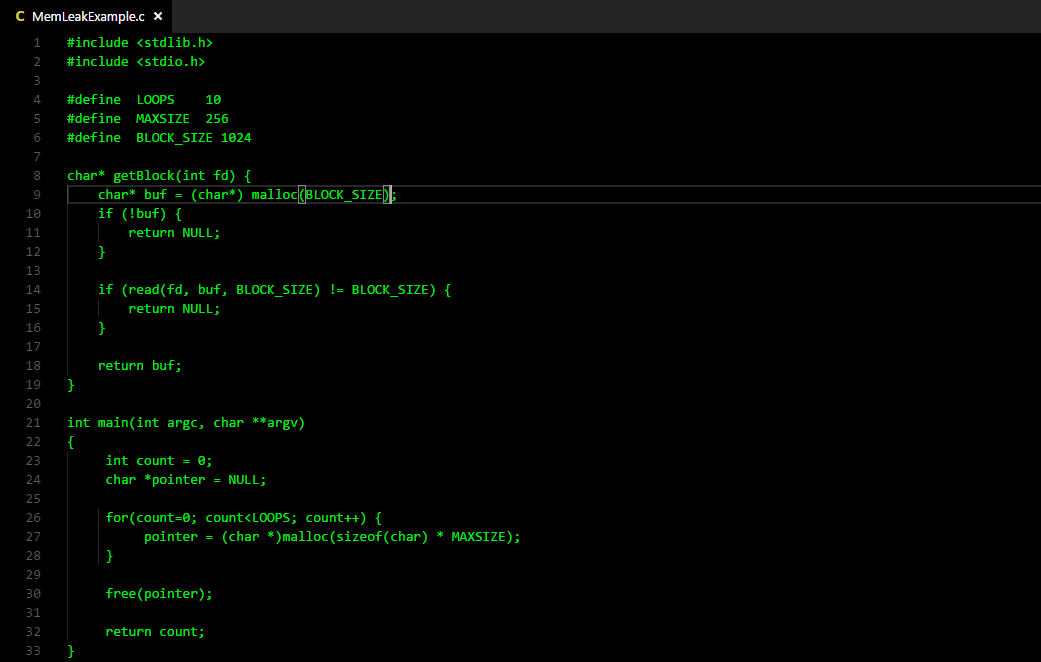 C MemLeakExample.c ×
1 #include <stdlib.h>
2 #include <stdio.h>
3
4 #define  LOOPS    10
5 #define  MAXSIZE  256
6 #define  BLOCK_SIZE 1024
7
8 char* getBlock(int fd) {
9     char* buf = (char*) malloc(BLOCK_SIZE);
10     if (!buf) {
11         return NULL;
12     }
13
14     if (read(fd, buf, BLOCK_SIZE) != BLOCK_SIZE) {
15         return NULL;
16     }
17
18     return buf;
19 }
20
21 int main(int argc, char **argv)
22 {
23      int count = 0;
24      char *pointer = NULL;
25
26      for(count=0; count<LOOPS; count++) {
27           pointer = (char *)malloc(sizeof(char) * MAXSIZE);
28      }
29
30      free(pointer);
31
32      return count;
33 }